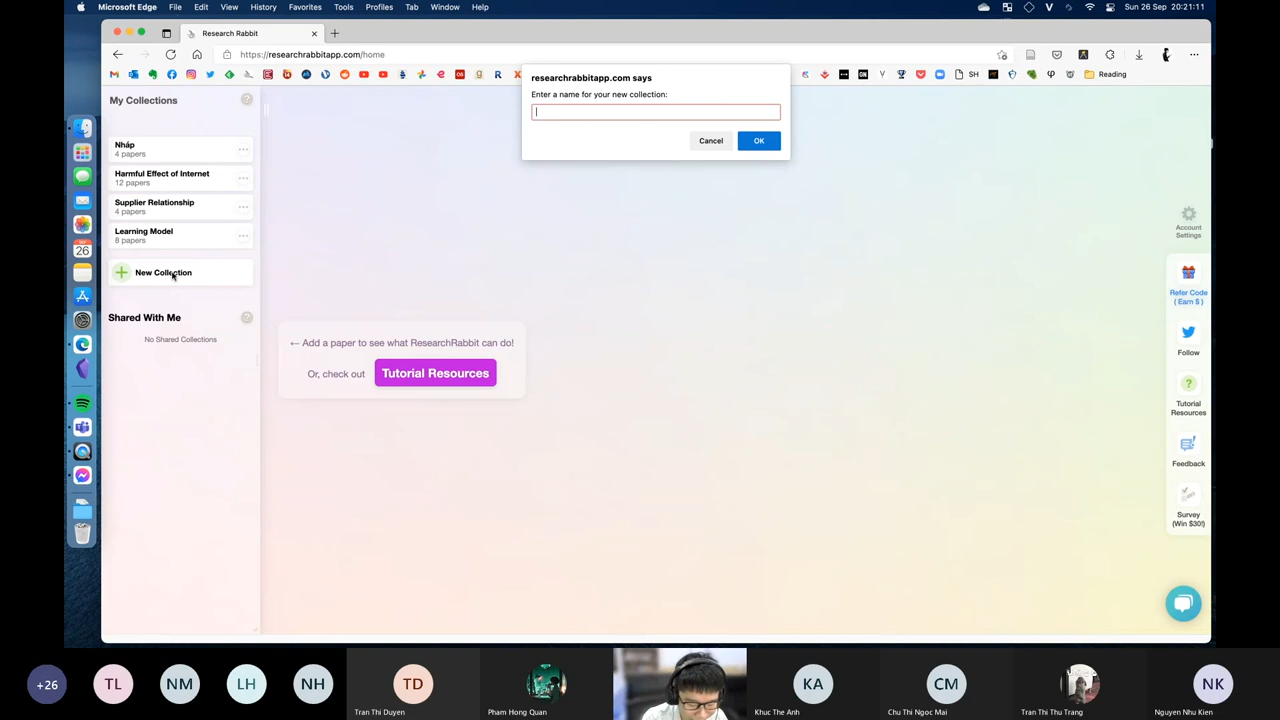 Microsoft Edge File Edit View History Favorites Tools Profiles Tab Window Help
Sun 26 Sep 20:21:11
Research Rabbit
https://researchrabbitapp.com/home
SH
Reading
researchrabbitapp.com says
Enter a name for your new collection:
Cancel
OK
My Collections
Nháp
4 papers
Harmful Effect of Internet
12 papers
Supplier Relationship
4 papers
Learning Model
8 papers
New Collection
Shared With Me
No Shared Collections
← Add a paper to see what ResearchRabbit can do!
Or, check out
Tutorial Resources
Account
Settings
Refer Code
( Earn $ )
Follow
Tutorial
Resources
Feedback
Survey
(Win $30!)
SEP
26
+26
TL
NM
LH
NH
TD
KA
CM
NK
Tran Thi Duyen
Pham Hong Quan
Khuc The Anh
Chu Thi Ngoc Mai
Tran Thi Thu Trang
Nguyen Nhu Kien